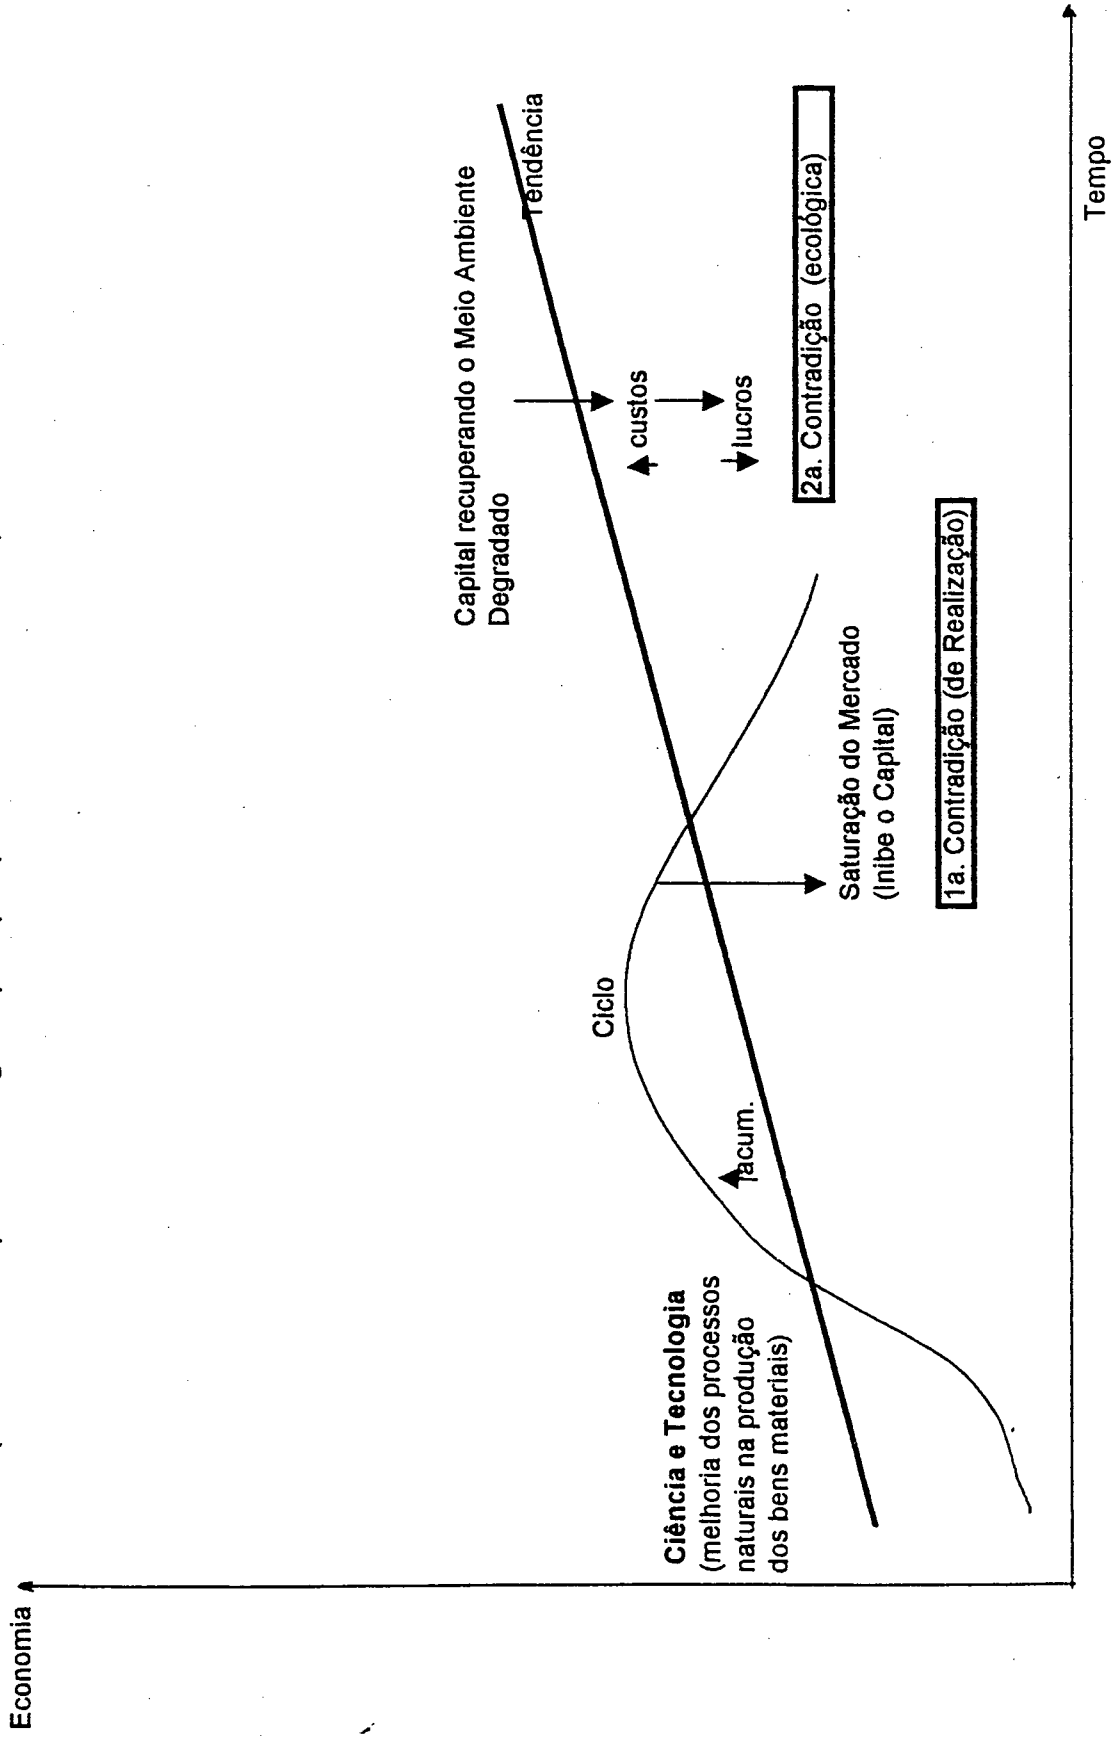 Economia
Capital recuperando o Meio Ambiente
Degradado
Tendência
Ciclo
custos
Ciência e Tecnologia
(melhoria dos processos
naturais na produção
dos bens materiais)
acum.
lucros
2a. Contradição (ecológica)
Saturação do Mercado
(Inibe o Capital)
1a. Contradição (de Realização)
Tempo